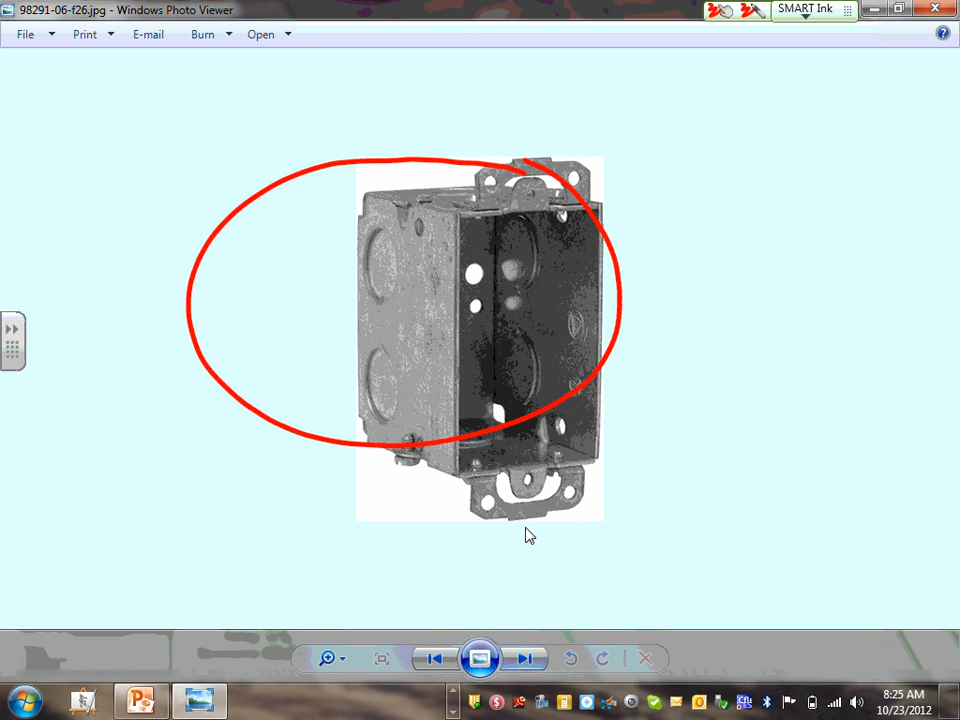 98291-06-f26.jpg - Windows Photo Viewer
SMART Ink
File Print E-mail Burn Open
8:25 AM
10/23/2012